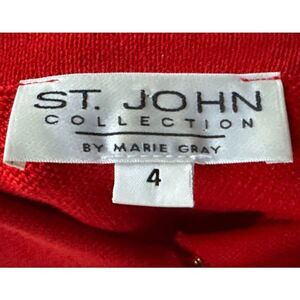 ST. JOHN
COLLECTION
BY MARIE GRAY
4